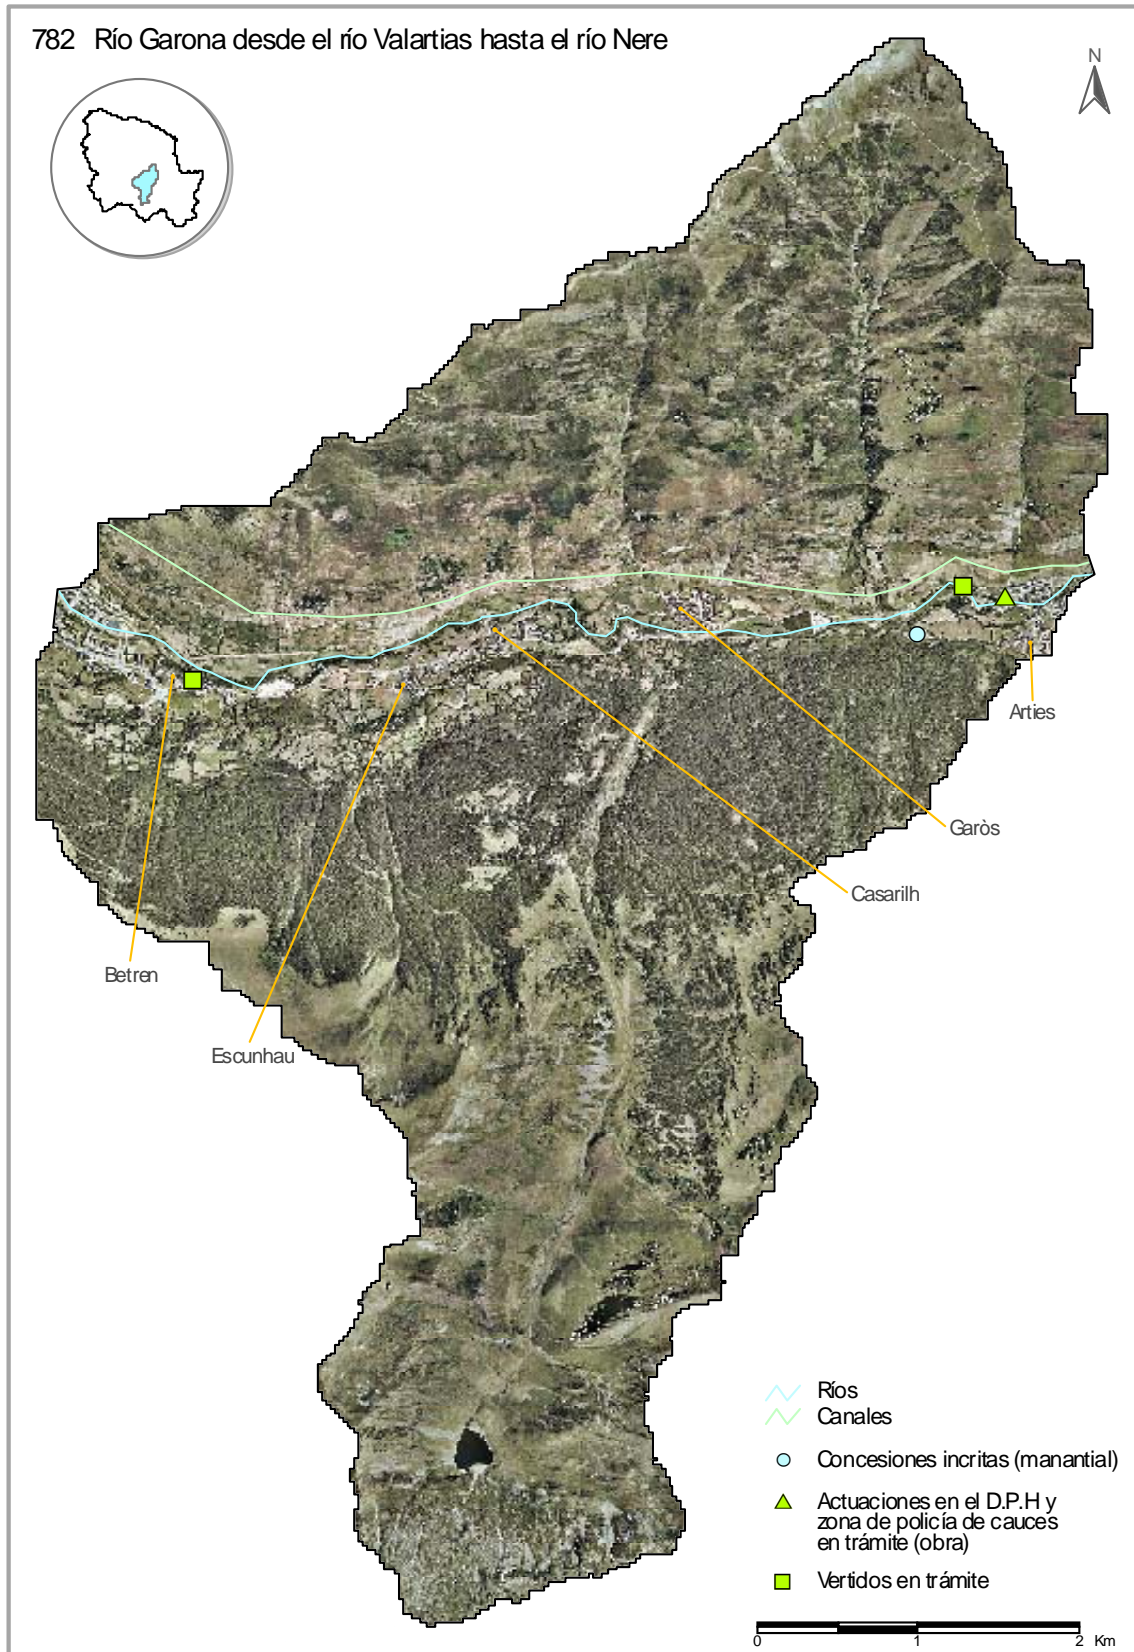 782 Río Garona desde el río Valartias hasta el río Nere
N
Arties
Garòs
Casarilh
Betren
Escunhau
Ríos
Canales
Concesiones incritas (manantial)
Actuaciones en el D.P.H y
zona de policía de cauces
en trámite (obra)
Vertidos en trámite
0 1 2 Km